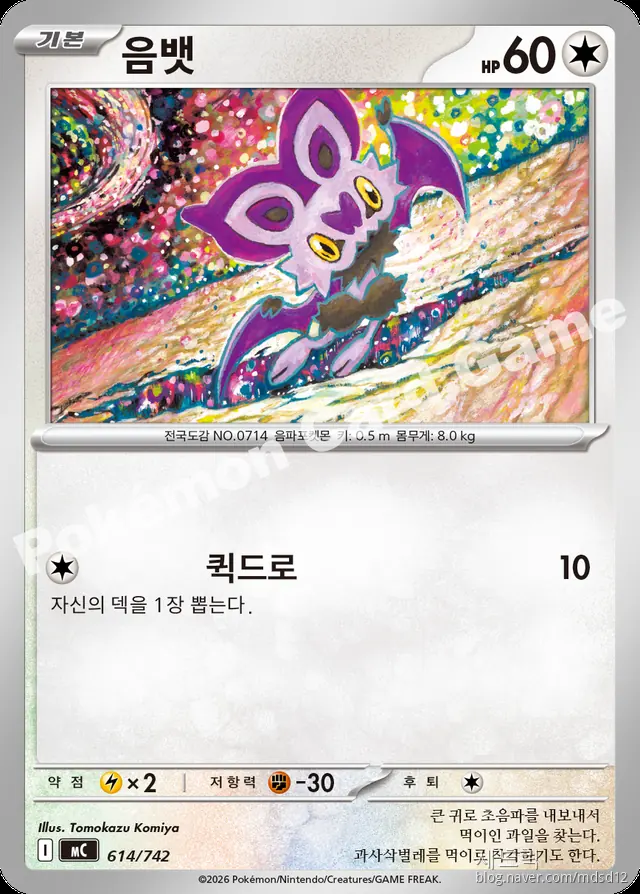 기본 음뱃 HP 60
전국도감 NO.0714 음파포켓몬 키: 0.5 m 몸무게: 8.0 kg
Pokémon Card Game
퀵드로 10
자신의 덱을 1장 뽑는다.
약점 ×2 저항력 -30 후퇴
Illus. Tomokazu Komiya
큰 귀로 초음파를 내보내서
먹이인 과일을 찾는다.
과사삭벌레를 먹이로 착각하기도 한다.
I MC 614/742
©2026 Pokémon/Nintendo/Creatures/GAME FREAK.
blog.naver.com/mdsd12